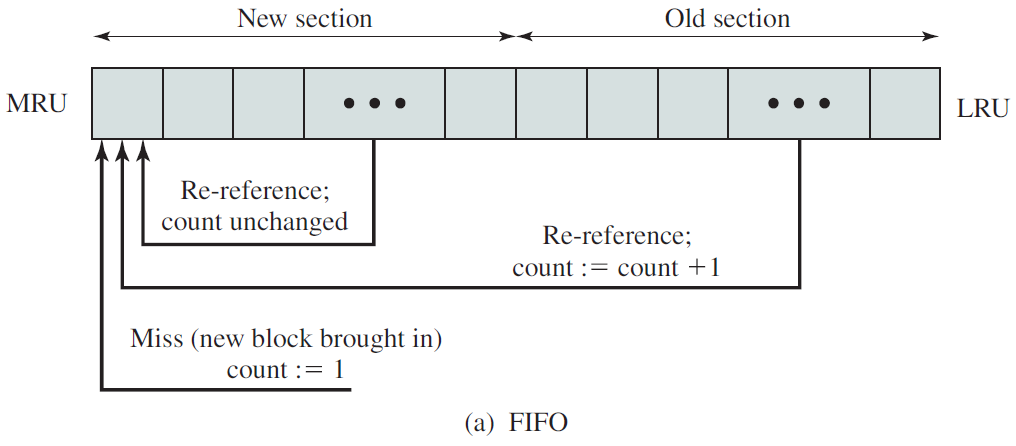 New section
Old section
MRU
LRU
Re-reference;
count unchanged
Re-reference;
count := count +1
Miss (new block brought in)
count := 1
(a) FIFO